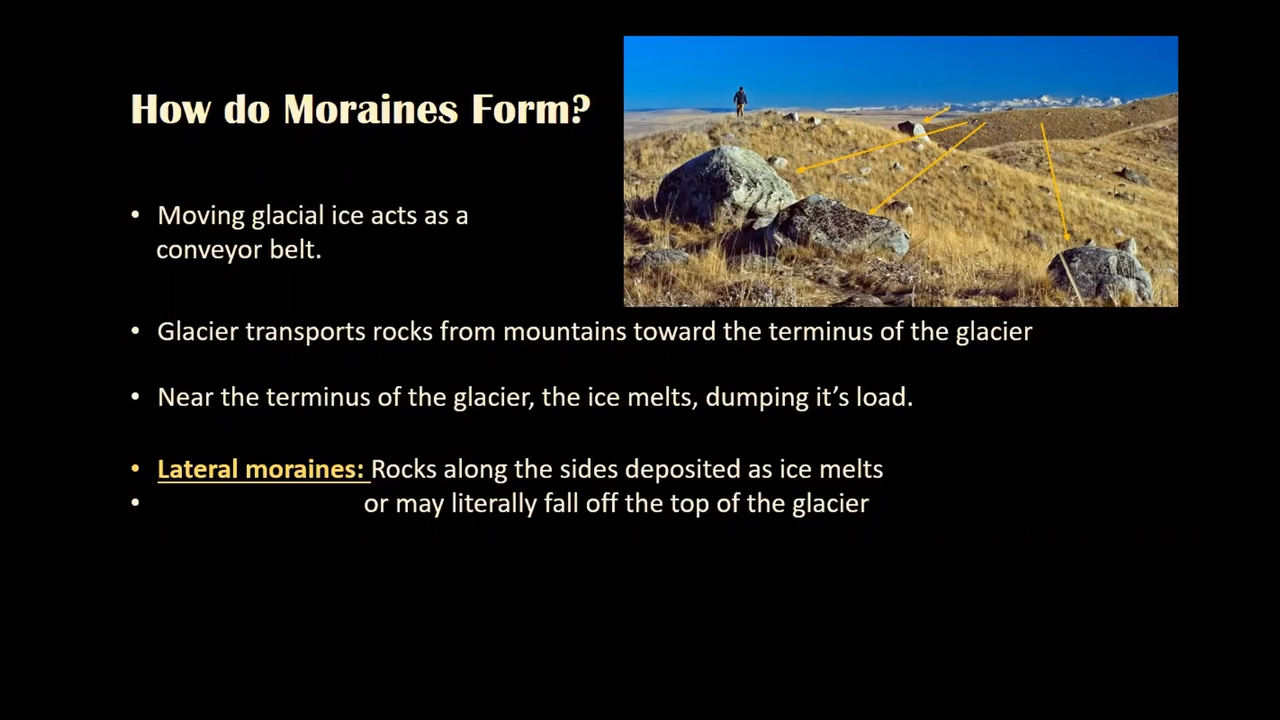 How do Moraines Form?
• Moving glacial ice acts as a
conveyor belt.
• Glacier transports rocks from mountains toward the terminus of the glacier
• Near the terminus of the glacier, the ice melts, dumping it’s load.
• Lateral moraines: Rocks along the sides deposited as ice melts
• or may literally fall off the top of the glacier